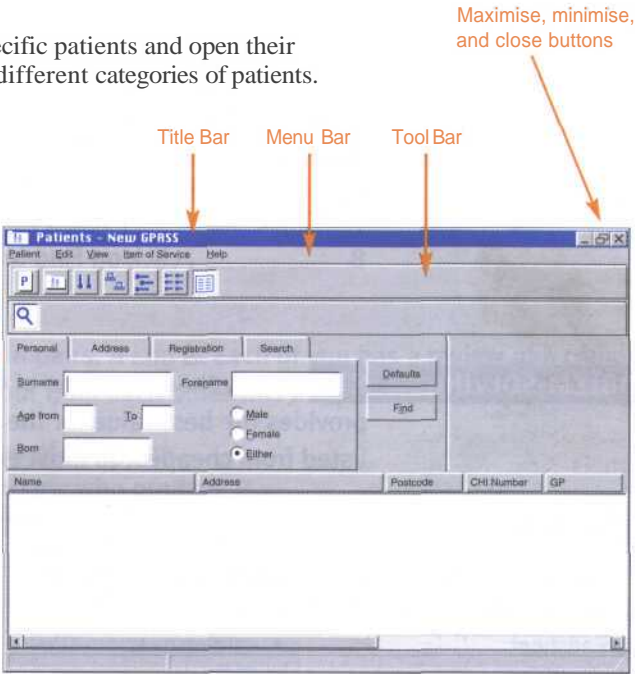 Maximise, minimise,
and close buttons
ecific patients and open their
different categories of patients.
Title Bar Menu Bar Tool Bar
Patients - New GPASS
Patient Edit View Item of Service Help
P
Personal Address Registration Search
Surname Forename Defaults
Age from To Male Find
Female
Born Either
Name Address Postcode CHI Number GP